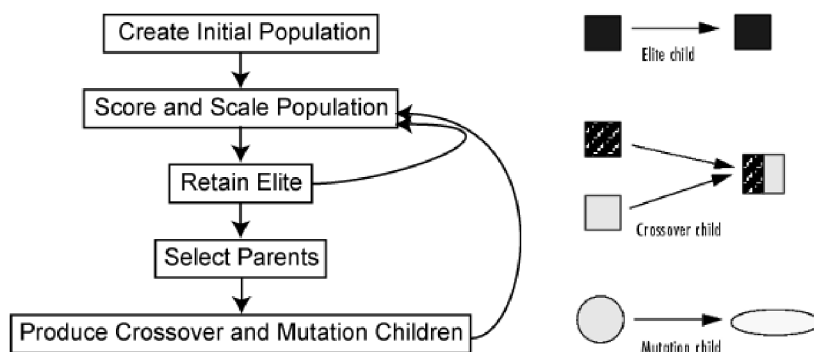 Create Initial Population
Score and Scale Population
Retain Elite
Select Parents
Produce Crossover and Mutation Children
Elite child
Crossover child
Mutation child